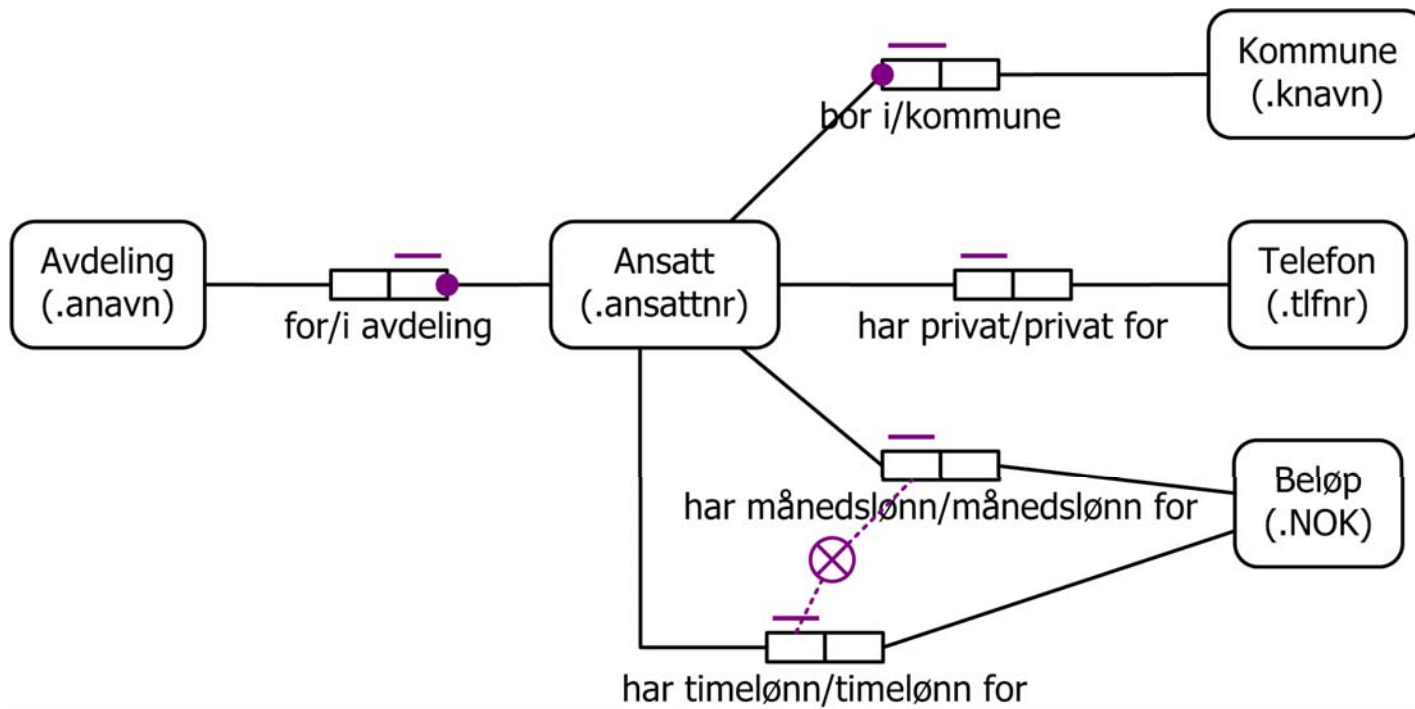 Kommune
(.knavn)
bor i/kommune
Avdeling
(.anavn)
for/i avdeling
Ansatt
(.ansattnr)
har privat/privat for
Telefon
(.tlfnr)
har månedslønn/månedslønn for
Beløp
(.NOK)
har timelønn/timelønn for